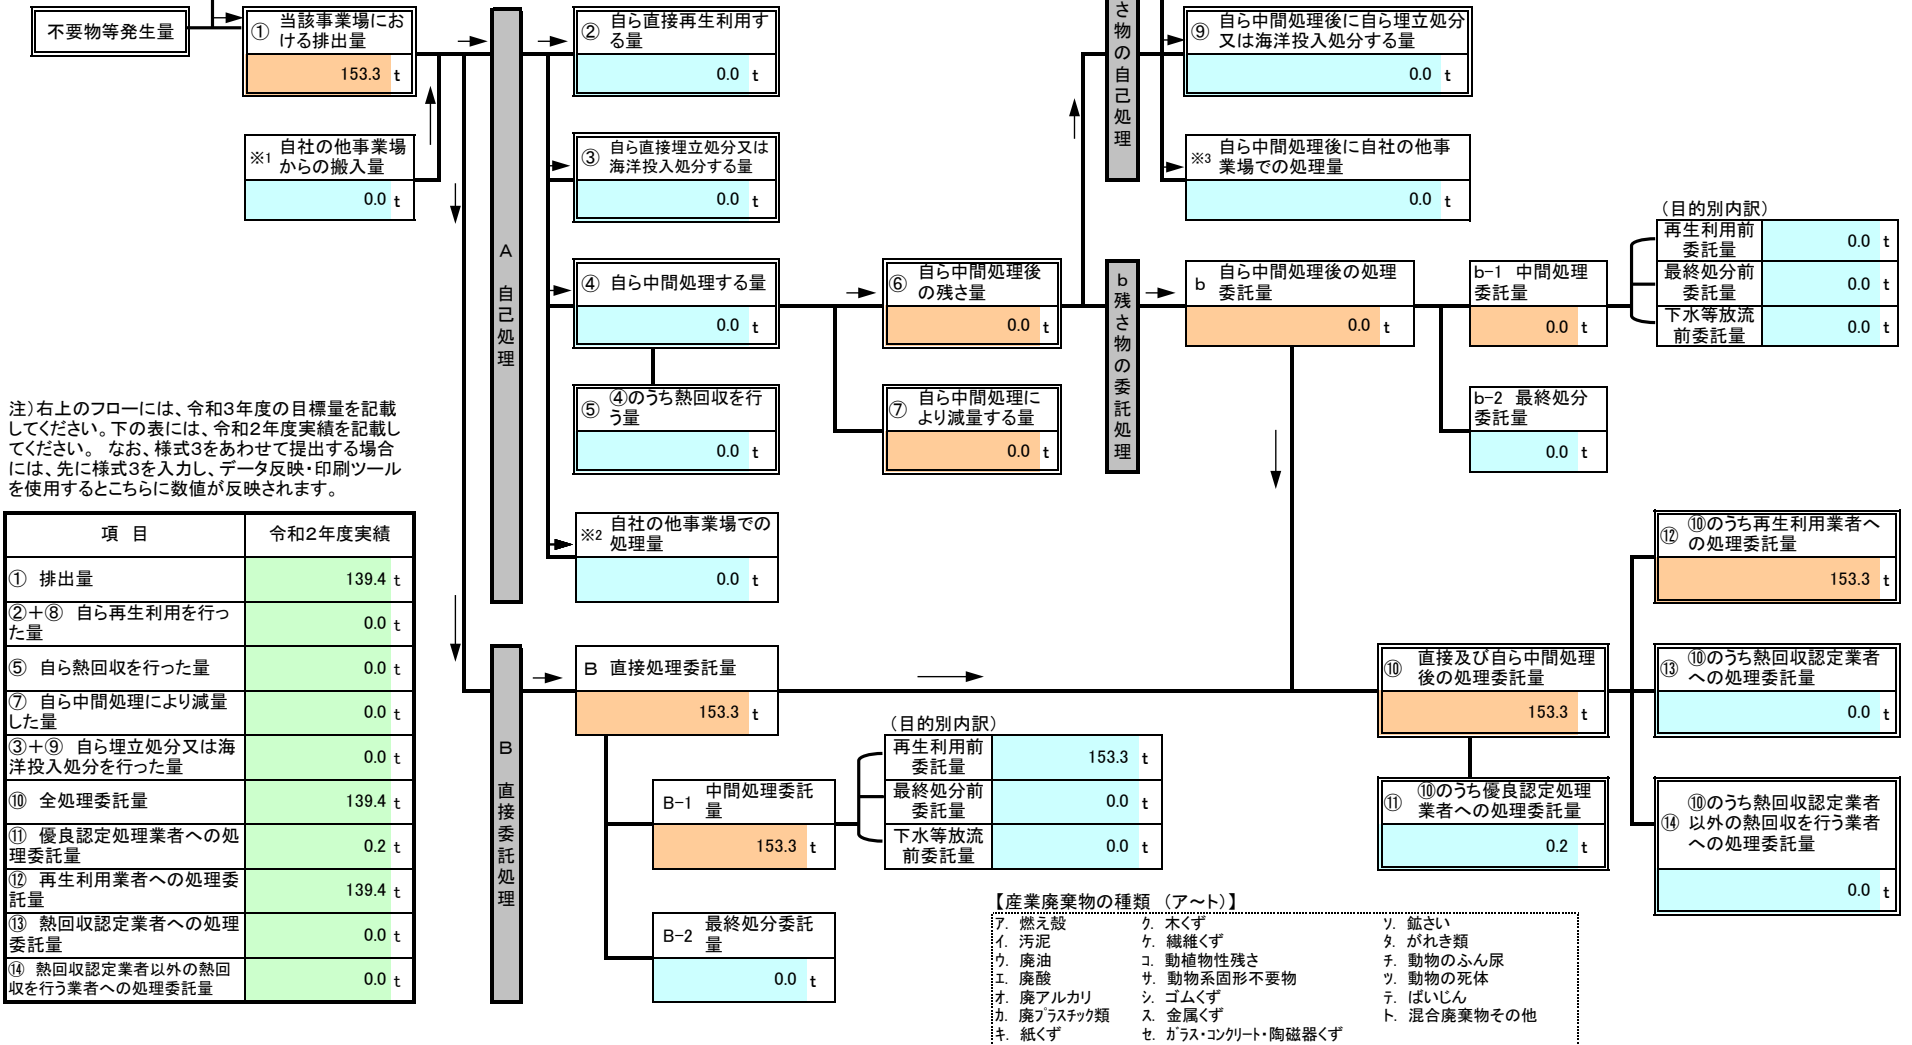 不要物等発生量
① 当該事業場にお
ける排出量
153.3 t
※1 自社の他事業場
からの搬入量
0.0 t
A 自己処理
② 自ら直接再生利用す
る量
0.0 t
③ 自ら直接埋立処分又は
海洋投入処分する量
0.0 t
④ 自ら中間処理する量
0.0 t
⑤ ④のうち熱回収を行
う量
0.0 t
※2 自社の他事業場での
処理量
0.0 t
⑥ 自ら中間処理後
の残さ量
0.0 t
⑦ 自ら中間処理に
より減量する量
0.0 t
さ物の自己処理
⑨ 自ら中間処理後に自ら埋立処分
又は海洋投入処分する量
0.0 t
※3 自ら中間処理後に自社の他事
業場での処理量
0.0 t
b 残さ物の委託処理
b 自ら中間処理後の処理
委託量
0.0 t
b-1 中間処理
委託量
0.0 t
b-2 最終処分
委託量
0.0 t
(目的別内訳)
再生利用前
委託量
0.0 t
最終処分前
委託量
0.0 t
下水等放流
前委託量
0.0 t
注)右上のフローには、令和3年度の目標量を記載
してください。下の表には、令和2年度実績を記載し
てください。 なお、様式3をあわせて提出する場合
には、先に様式3を入力し、データ反映・印刷ツール
を使用するとこちらに数値が反映されます。
項 目 令和2年度実績
① 排出量 139.4 t
②+⑧ 自ら再生利用を行っ
た量
0.0 t
⑤ 自ら熱回収を行った量 0.0 t
⑦ 自ら中間処理により減量
した量
0.0 t
③+⑨ 自ら埋立処分又は海
洋投入処分を行った量
0.0 t
⑩ 全処理委託量 139.4 t
⑪ 優良認定処理業者への処
理委託量
0.2 t
⑫ 再生利用業者への処理委
託量
139.4 t
⑬ 熱回収認定業者への処理
委託量
0.0 t
⑭ 熱回収認定業者以外の熱回
収を行う業者への処理委託量
0.0 t
B 直接委託処理
B 直接処理委託量
153.3 t
B-1 中間処理委託
量
153.3 t
B-2 最終処分委託
量
0.0 t
(目的別内訳)
再生利用前
委託量
153.3 t
最終処分前
委託量
0.0 t
下水等放流
前委託量
0.0 t
⑩ 直接及び自ら中間処理
後の処理委託量
153.3 t
⑪ ⑩のうち優良認定処理
業者への処理委託量
0.2 t
⑫ ⑩のうち再生利用業者へ
の処理委託量
153.3 t
⑬ ⑩のうち熱回収認定業者
への処理委託量
0.0 t
⑭ ⑩のうち熱回収認定業者
以外の熱回収を行う業者
への処理委託量
0.0 t
【産業廃棄物の種類 (ア~ト)】
ア. 燃え殻 ク. 木くず ソ. 鉱さい
イ. 汚泥 ケ. 繊維くず タ. がれき類
ウ. 廃油 コ. 動植物性残さ チ. 動物のふん尿
エ. 廃酸 サ. 動物系固形不要物 ツ. 動物の死体
オ. 廃アルカリ シ. ゴムくず テ. ばいじん
カ. 廃プラスチック類 ス. 金属くず ト. 混合廃棄物その他
キ. 紙くず セ. ガラス・コンクリート・陶磁器くず